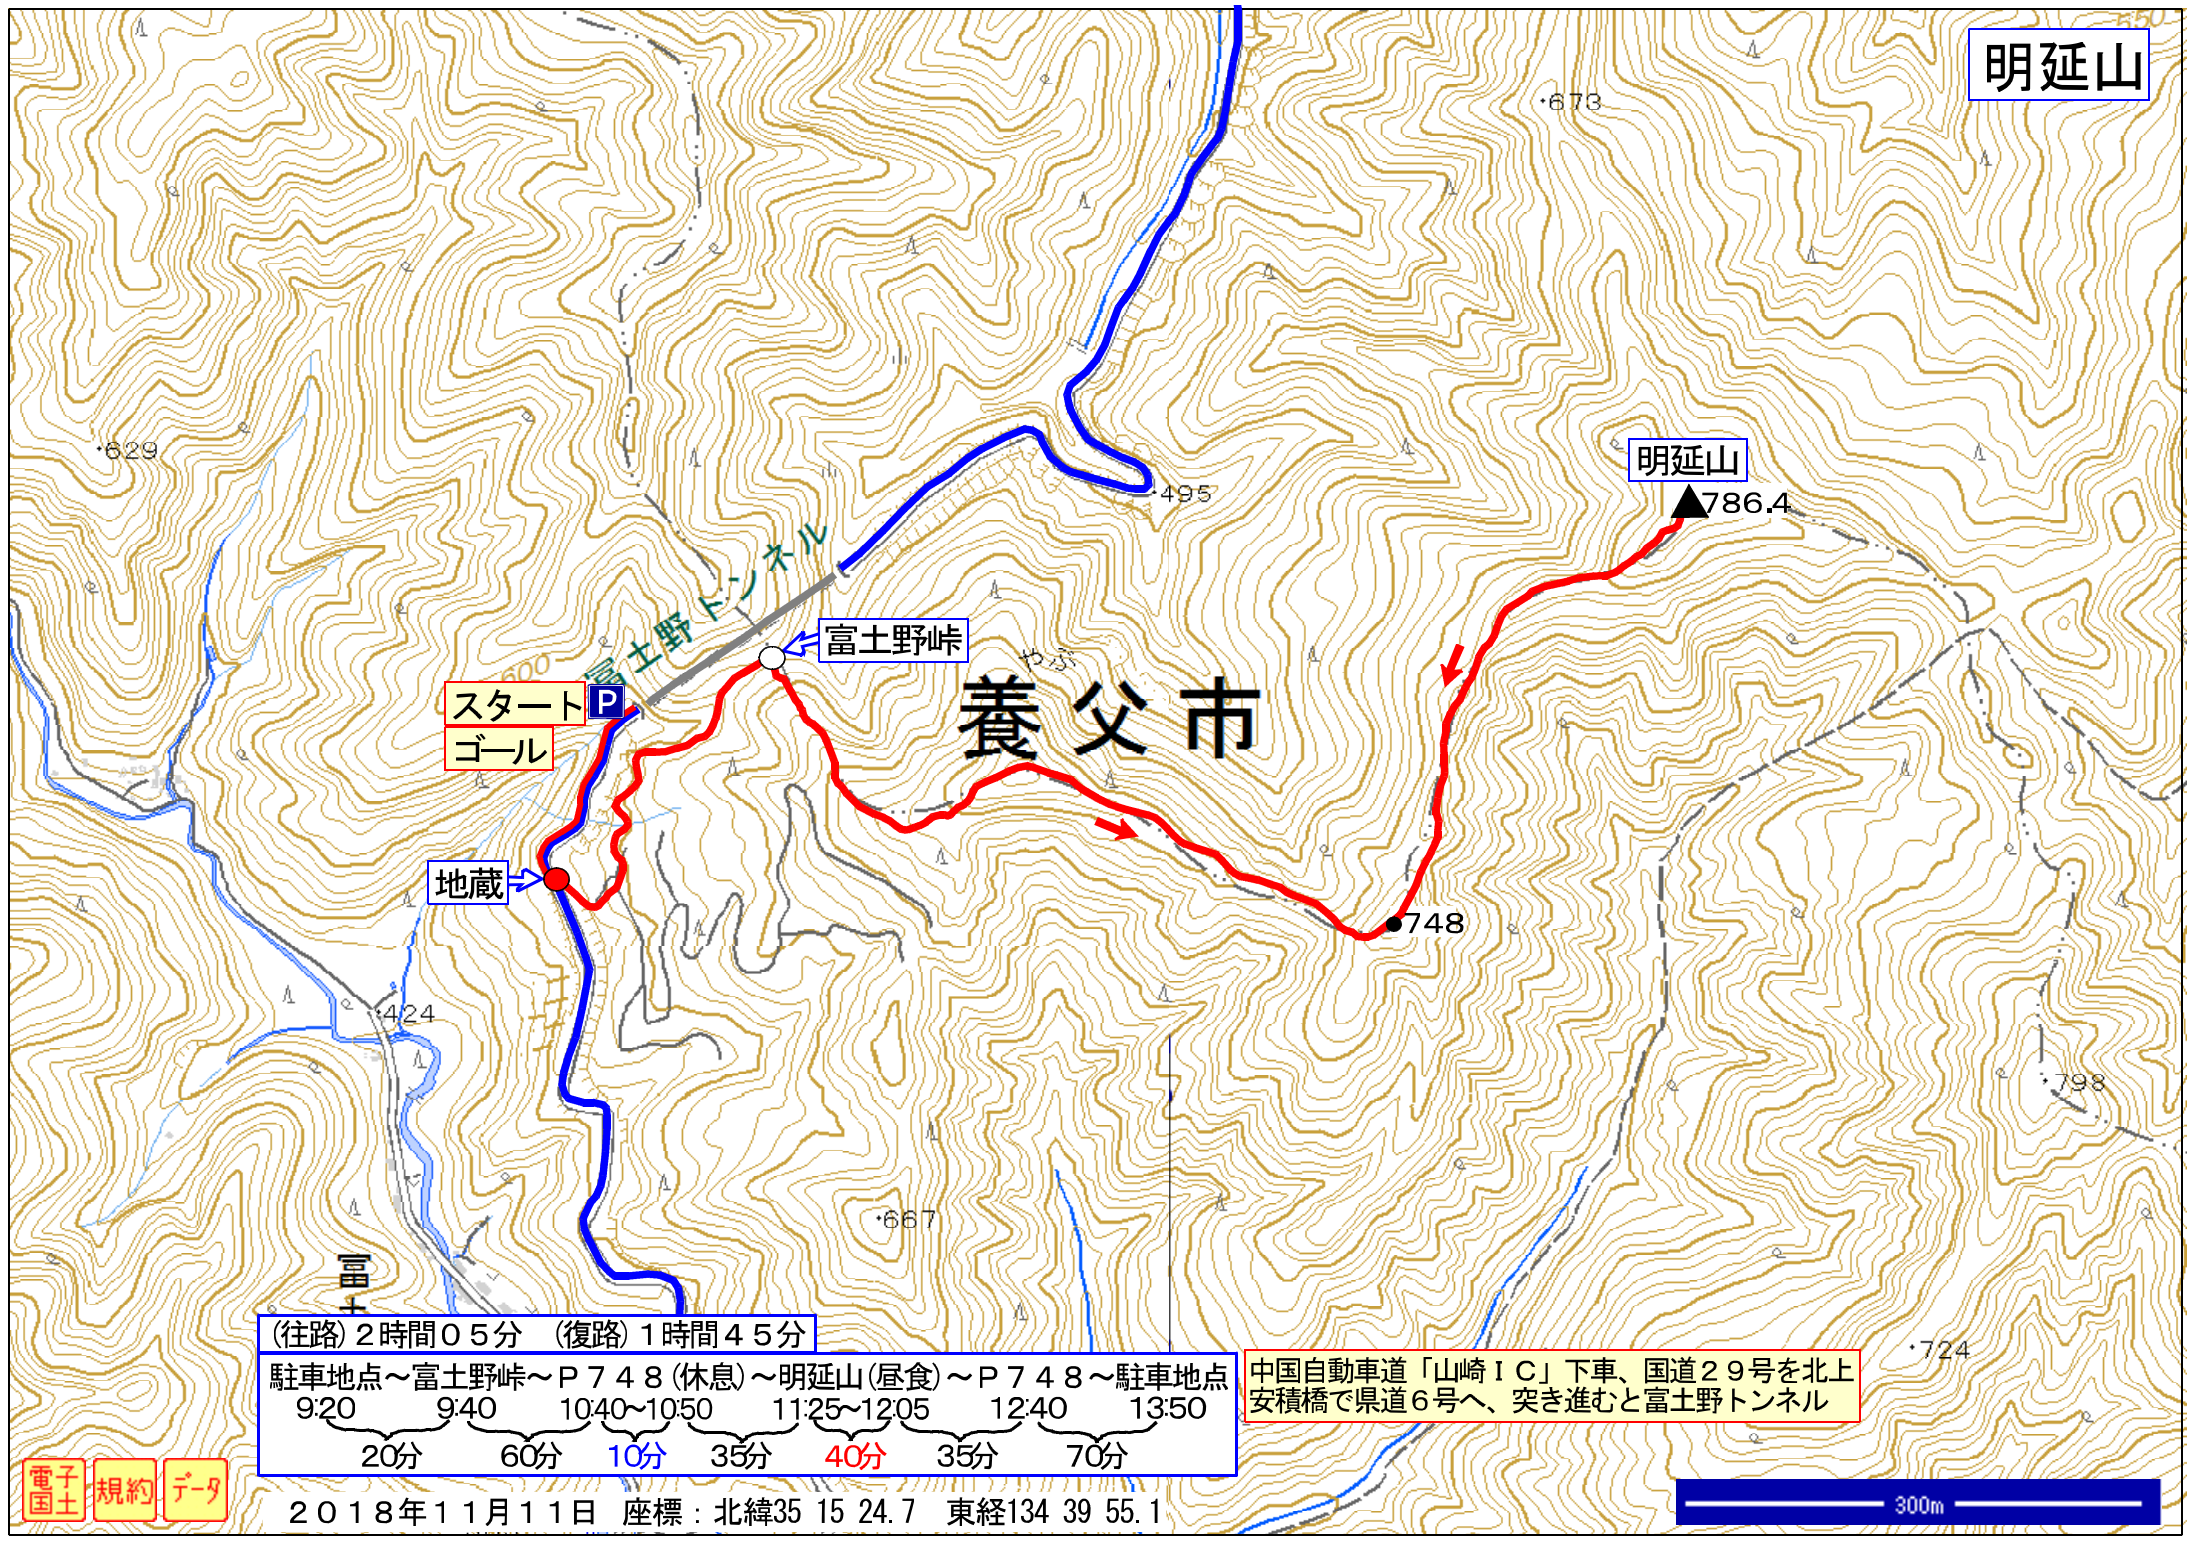 550
明延山
673
629
495
明延山
786.4
富士野トンネル
富士野峠
やぶ
養父市
600
スタート
P
ゴール
地蔵
748
424
798
667
富士
724
(往路)２時間０５分　(復路)１時間４５分
駐車地点～富士野峠～Ｐ７４８(休息)～明延山(昼食)～Ｐ７４８～駐車地点
9:20 9:40 10:40～10:50 11:25～12:05 12:40 13:50
20分 60分 10分 35分 40分 35分 70分
中国自動車道「山崎ＩＣ」下車、国道２９号を北上
安積橋で県道６号へ、突き進むと富士野トンネル
電子国土 規約 データ
２０１８年１１月１１日 座標：北緯35 15 24.7 東経134 39 55.1
300m